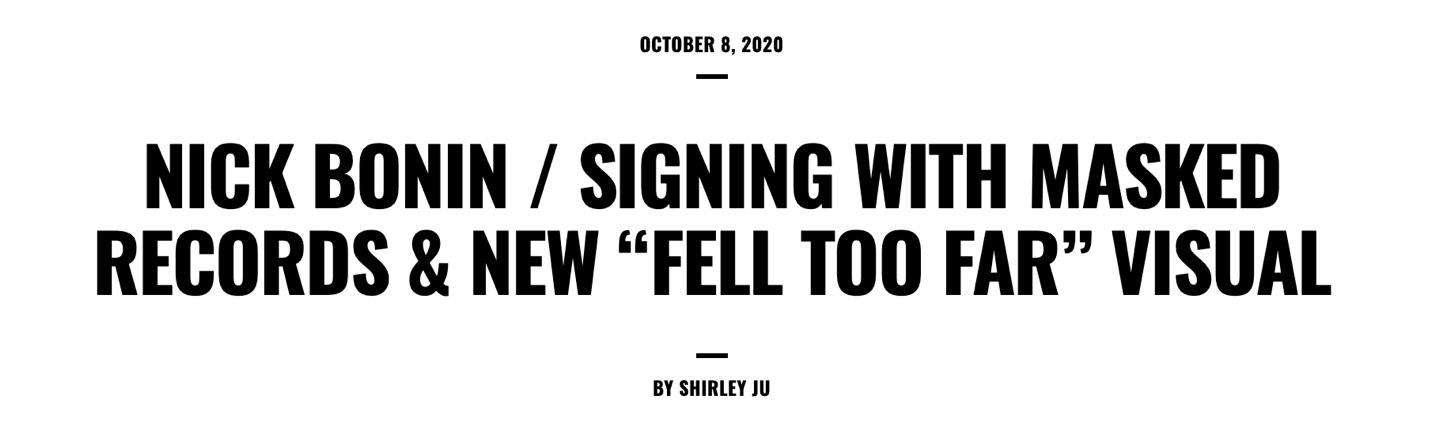 OCTOBER 8, 2020
NICK BONIN / SIGNING WITH MASKED
RECORDS & NEW “FELL TOO FAR” VISUAL
BY SHIRLEY JU